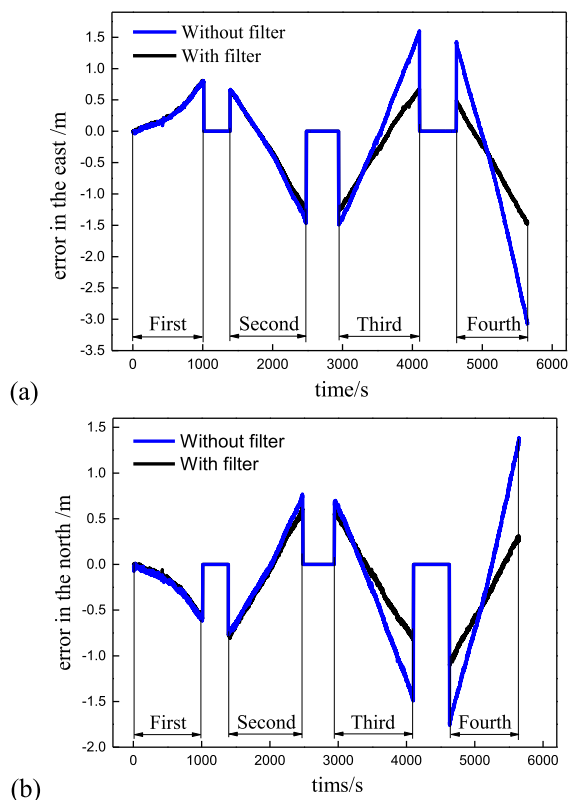 Without filter
With filter
error in the east /m
1.5
1.0
0.5
0.0
-0.5
-1.0
-1.5
-2.0
-2.5
-3.0
-3.5
First
Second
Third
Fourth
0 1000 2000 3000 4000 5000 6000
time/s
(a)
Without filter
With filter
error in the north /m
1.5
1.0
0.5
0.0
-0.5
-1.0
-1.5
-2.0
First
Second
Third
Fourth
0 1000 2000 3000 4000 5000 6000
tims/s
(b)